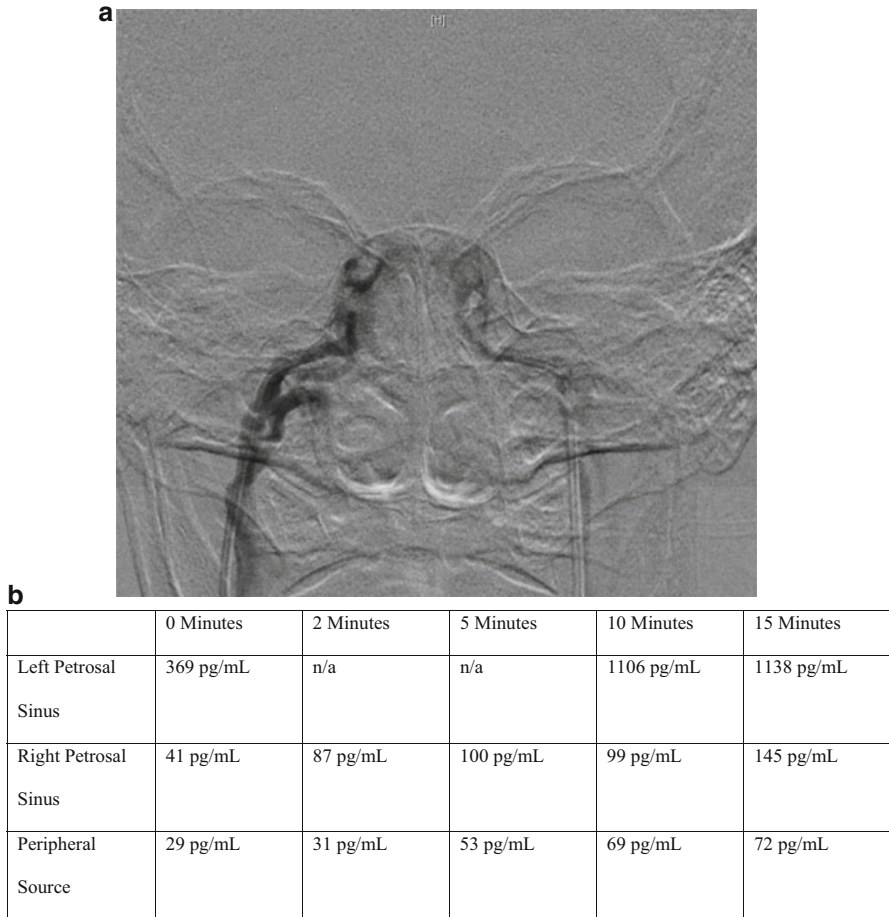 a
[H]
b
0 Minutes 2 Minutes 5 Minutes 10 Minutes 15 Minutes
Left Petrosal Sinus 369 pg/mL n/a n/a 1106 pg/mL 1138 pg/mL
Right Petrosal Sinus 41 pg/mL 87 pg/mL 100 pg/mL 99 pg/mL 145 pg/mL
Peripheral Source 29 pg/mL 31 pg/mL 53 pg/mL 69 pg/mL 72 pg/mL